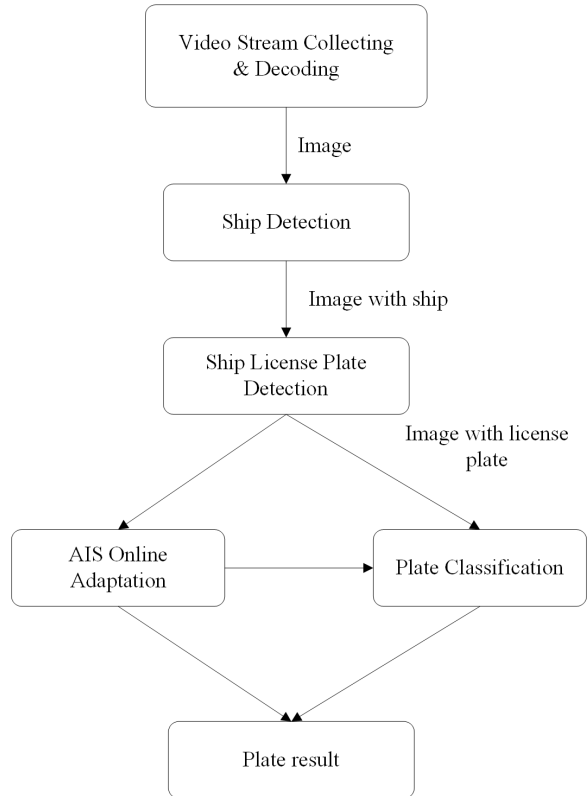 Video Stream Collecting
& Decoding
Image
Ship Detection
Image with ship
Ship License Plate
Detection
Image with license
plate
AIS Online
Adaptation
Plate Classification
Plate result